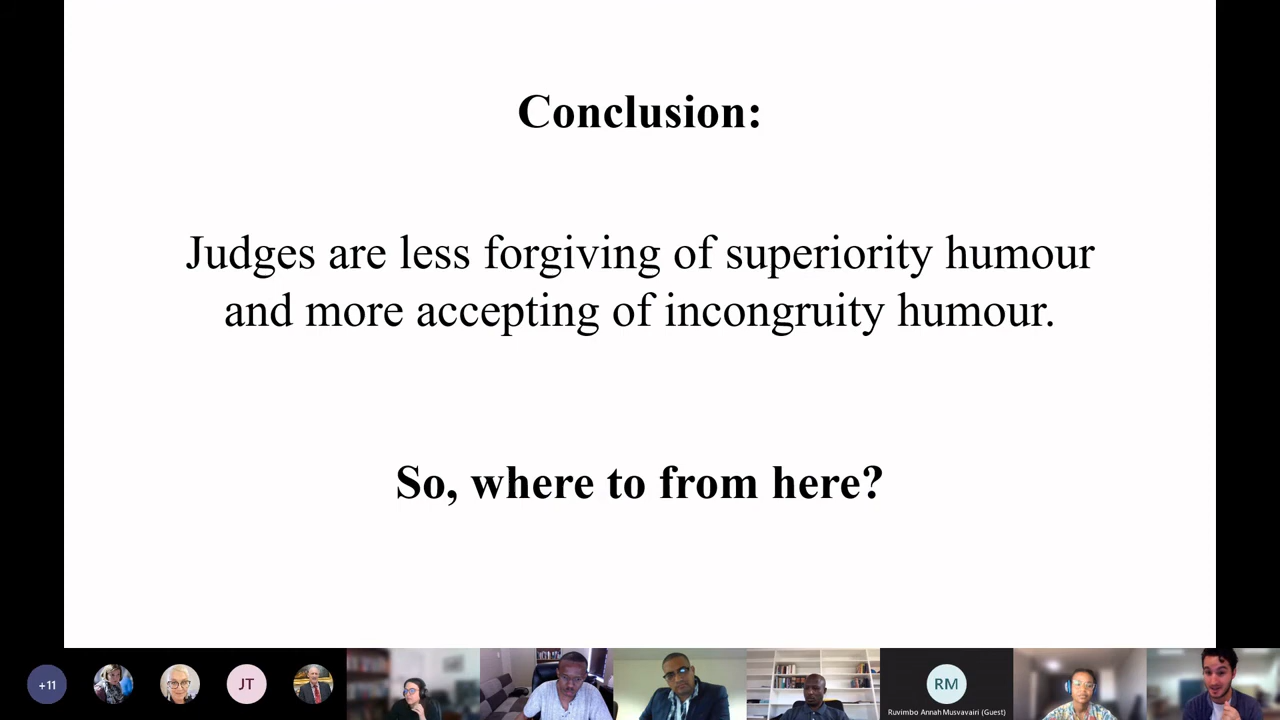 Conclusion:
Judges are less forgiving of superiority humour
and more accepting of incongruity humour.
So, where to from here?
+11
JT
RM
Ruvimbo Annah Musvavairi (Guest)